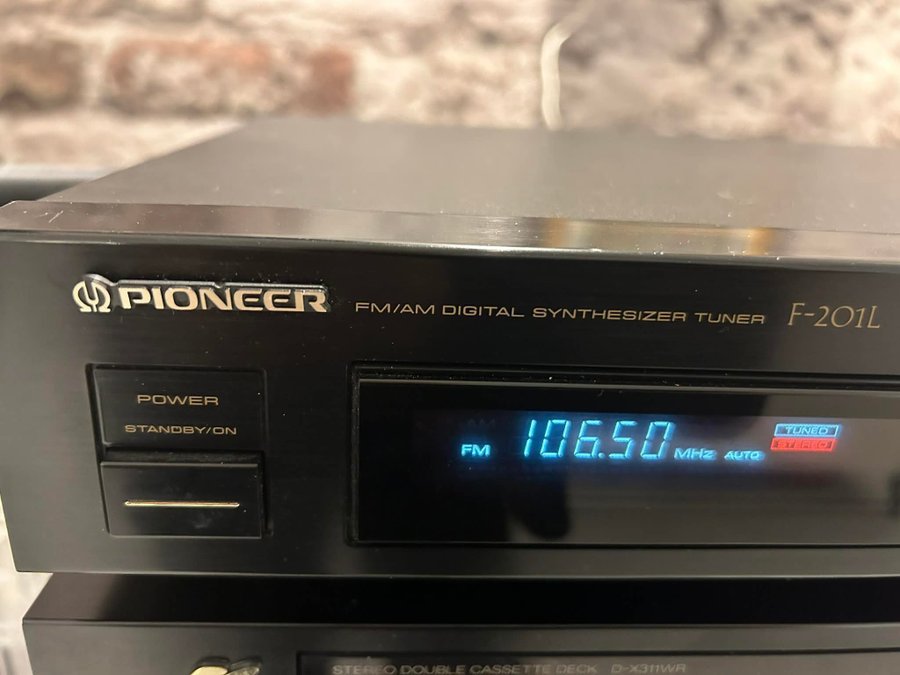 PIONEER
FM/AM DIGITAL SYNTHESIZER TUNER F-201L
POWER
STANDBY/ON
FM 106.50 MHz AUTO
TUNED
STEREO
STEREO DOUBLE CASSETTE DECK D-X311WR